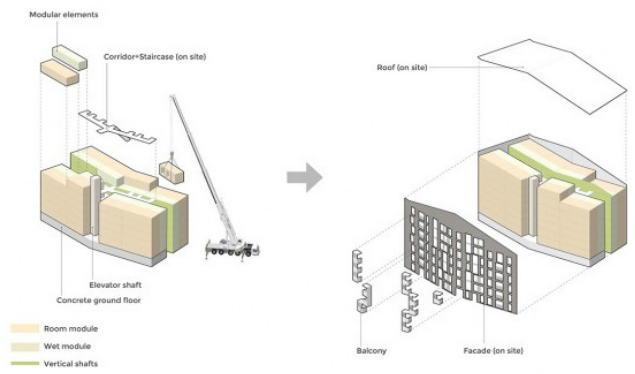 Modular elements
Corridor+Staircase (on site)
Roof (on site)
Elevator shaft
Concrete ground floor
Room module
Wet module
Vertical shafts
Balcony
Facade (on site)